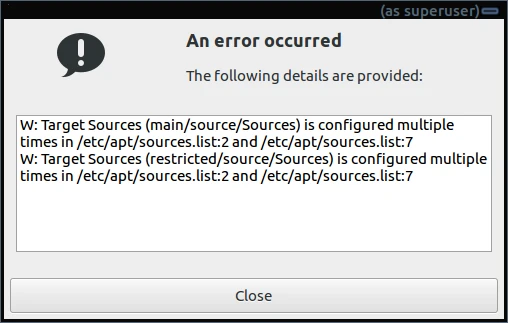 (as superuser)
An error occurred
The following details are provided:
W: Target Sources (main/source/Sources) is configured multiple
times in /etc/apt/sources.list:2 and /etc/apt/sources.list:7
W: Target Sources (restricted/source/Sources) is configured multiple
times in /etc/apt/sources.list:2 and /etc/apt/sources.list:7
Close